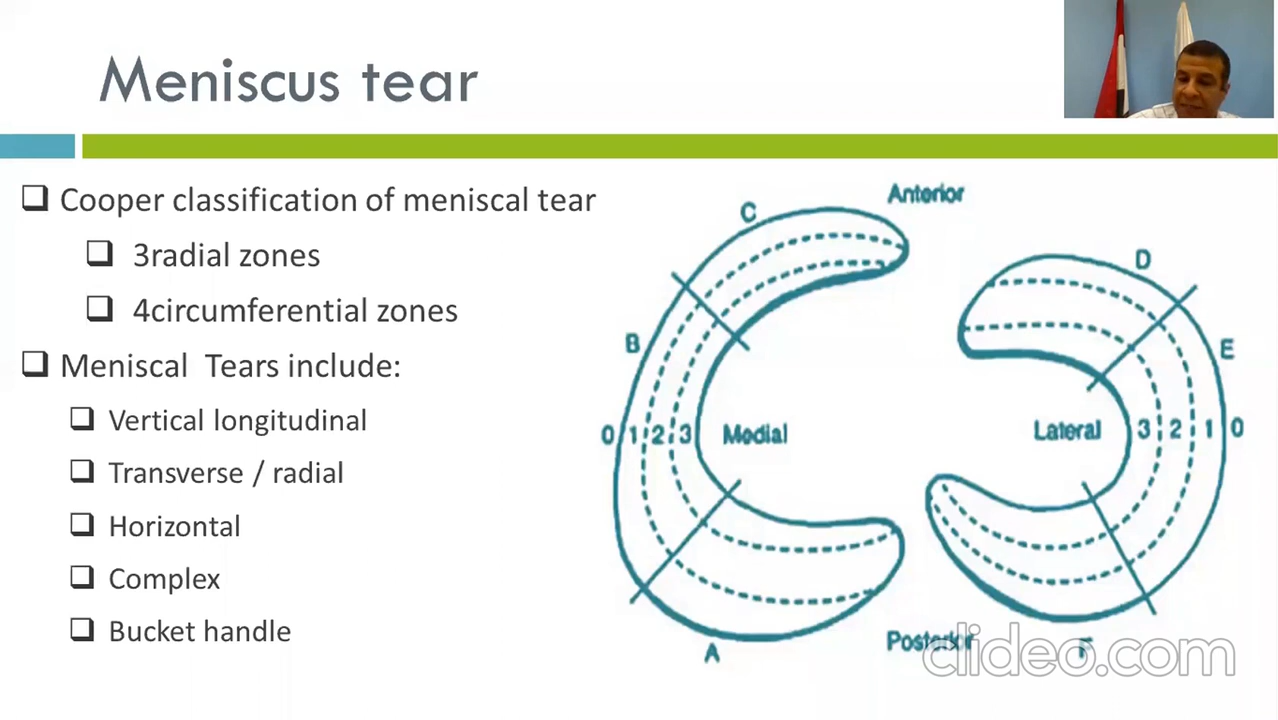 Meniscus tear
❑ Cooper classification of meniscal tear
❑ 3radial zones
❑ 4circumferential zones
❑ Meniscal Tears include:
❑ Vertical longitudinal
❑ Transverse / radial
❑ Horizontal
❑ Complex
❑ Bucket handle
Anterior
C
D
B
E
0 1 2 3 Medial
Lateral 3 2 1 0
A
Posterior
F
clideo.com